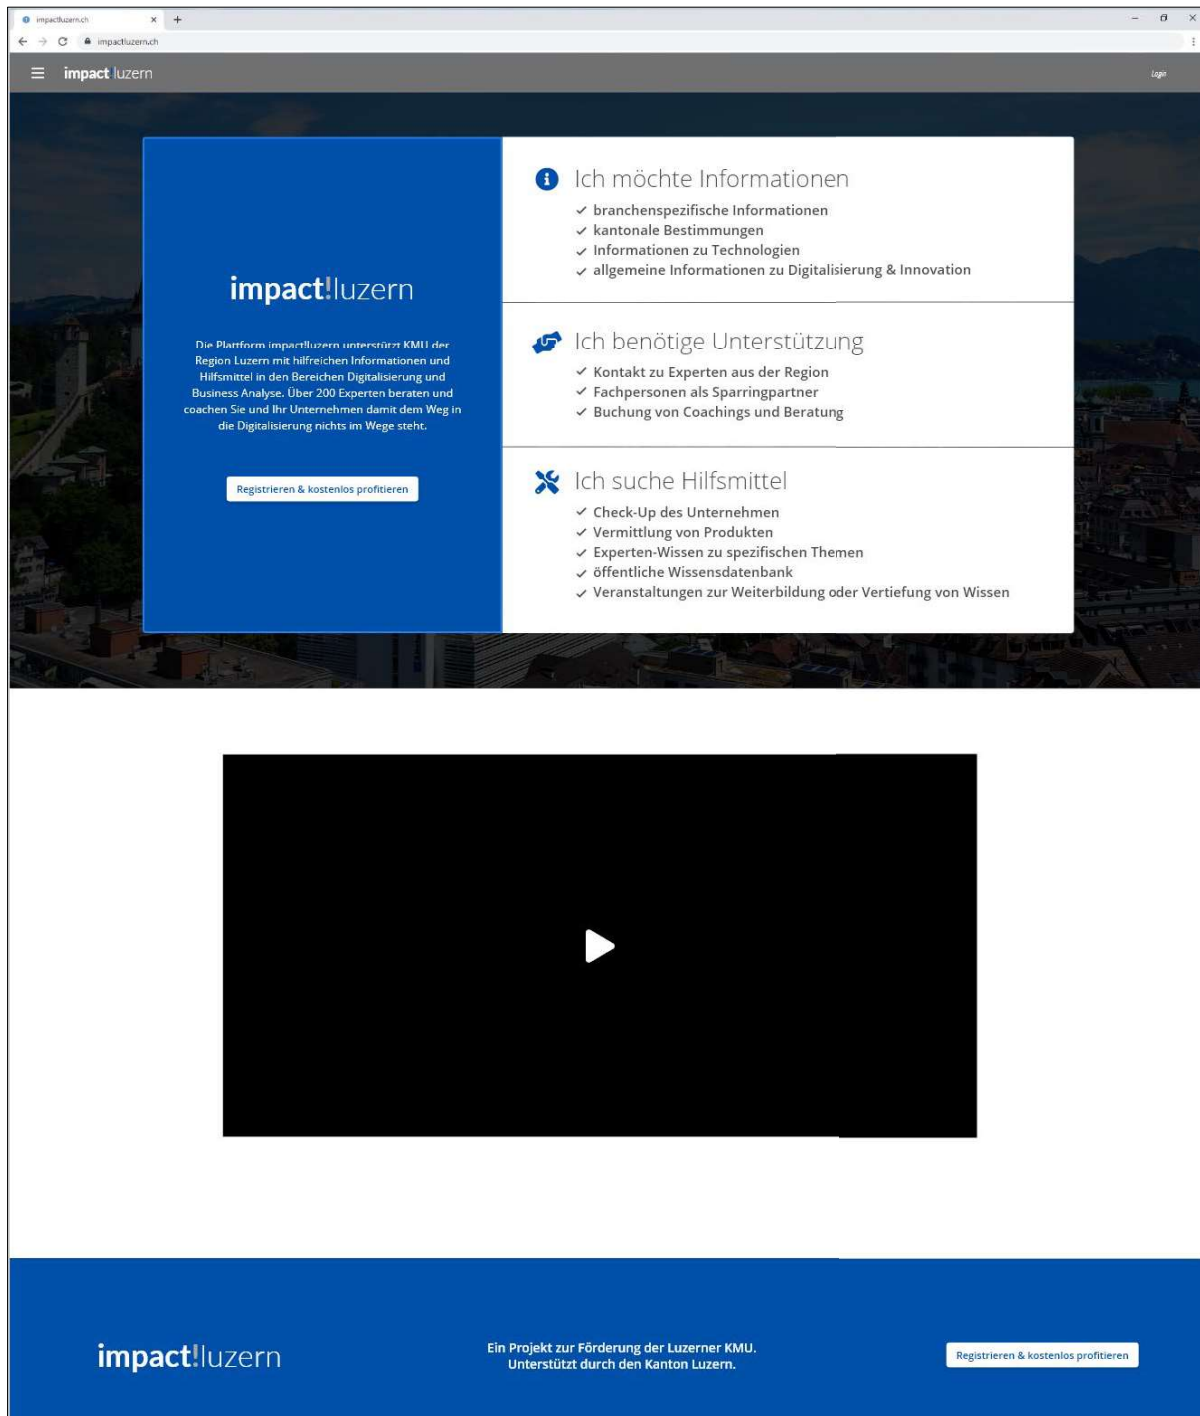 impactluzern.ch
impactluzern.ch
impact!luzern
Login
impact!luzern
Die Plattform impact!luzern unterstützt KMU der
Region Luzern mit hilfreichen Informationen und
Hilfsmittel in den Bereichen Digitalisierung und
Business Analyse. Über 200 Experten beraten und
coachen Sie und Ihr Unternehmen damit dem Weg in
die Digitalisierung nichts im Wege steht.
Registrieren & kostenlos profitieren
Ich möchte Informationen
branchenspezifische Informationen
kantonale Bestimmungen
Informationen zu Technologien
allgemeine Informationen zu Digitalisierung & Innovation
Ich benötige Unterstützung
Kontakt zu Experten aus der Region
Fachpersonen als Sparringpartner
Buchung von Coachings und Beratung
Ich suche Hilfsmittel
Check-Up des Unternehmen
Vermittlung von Produkten
Experten-Wissen zu spezifischen Themen
öffentliche Wissensdatenbank
Veranstaltungen zur Weiterbildung oder Vertiefung von Wissen
impact!luzern
Ein Projekt zur Förderung der Luzerner KMU.
Unterstützt durch den Kanton Luzern.
Registrieren & kostenlos profitieren